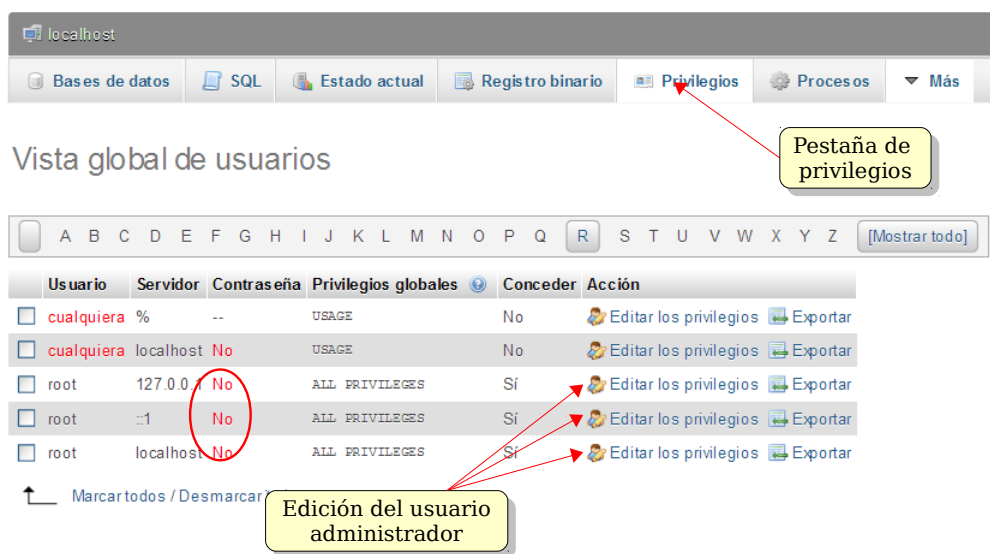 localhost
Bases de datos SQL Estado actual Registro binario Privilegios Procesos Más
Pestaña de
privilegios
Vista global de usuarios
A B C D E F G H I J K L M N O P Q R S T U V W X Y Z [Mostrar todo]
Usuario Servidor Contraseña Privilegios globales Conceder Acción
cualquiera % -- USAGE No Editar los privilegios Exportar
cualquiera localhost No USAGE No Editar los privilegios Exportar
root 127.0.0.1 No ALL PRIVILEGES Sí Editar los privilegios Exportar
root ::1 No ALL PRIVILEGES Sí Editar los privilegios Exportar
root localhost No ALL PRIVILEGES Sí Editar los privilegios Exportar
Marcar todos / Desmarcar
Edición del usuario
administrador